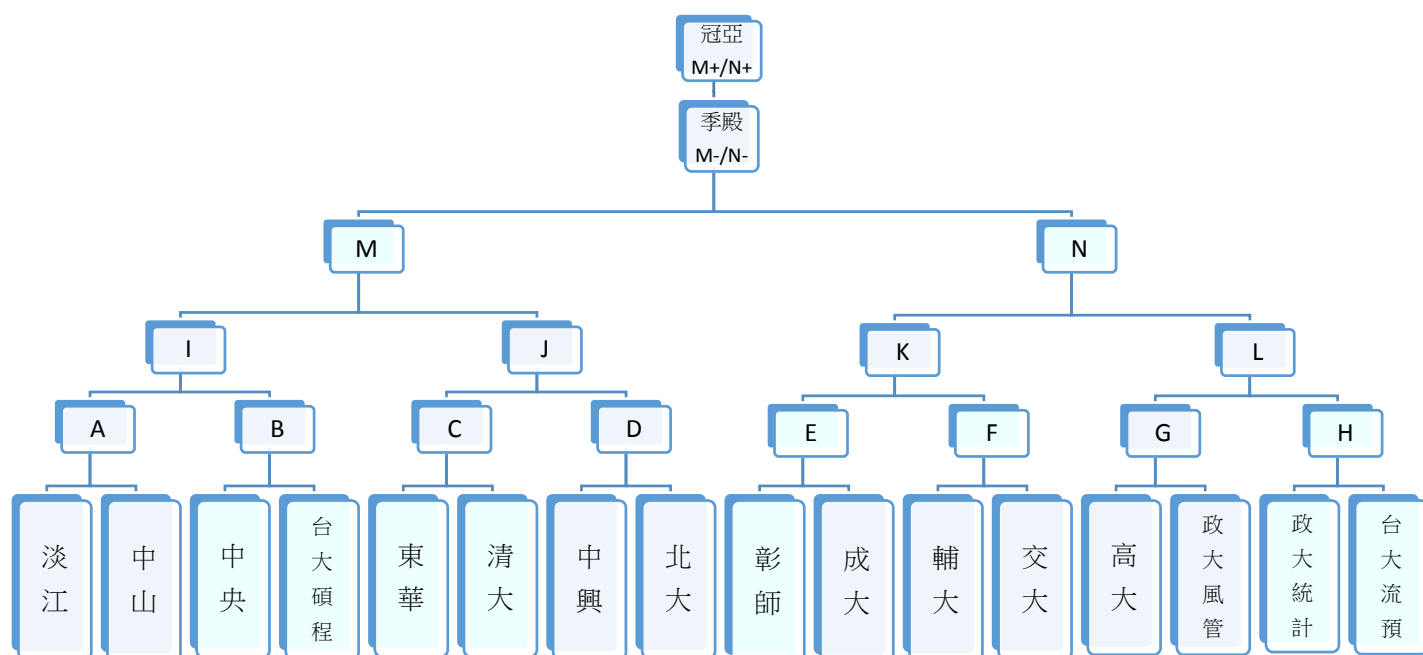 冠亞
M+/N+
季殿
M-/N-
M
N
I
J
K
L
A
B
C
D
E
F
G
H
淡江
中山
中央
台大碩程
東華
清大
中興
北大
彰師
成大
輔大
交大
高大
政大風管
政大統計
台大流預